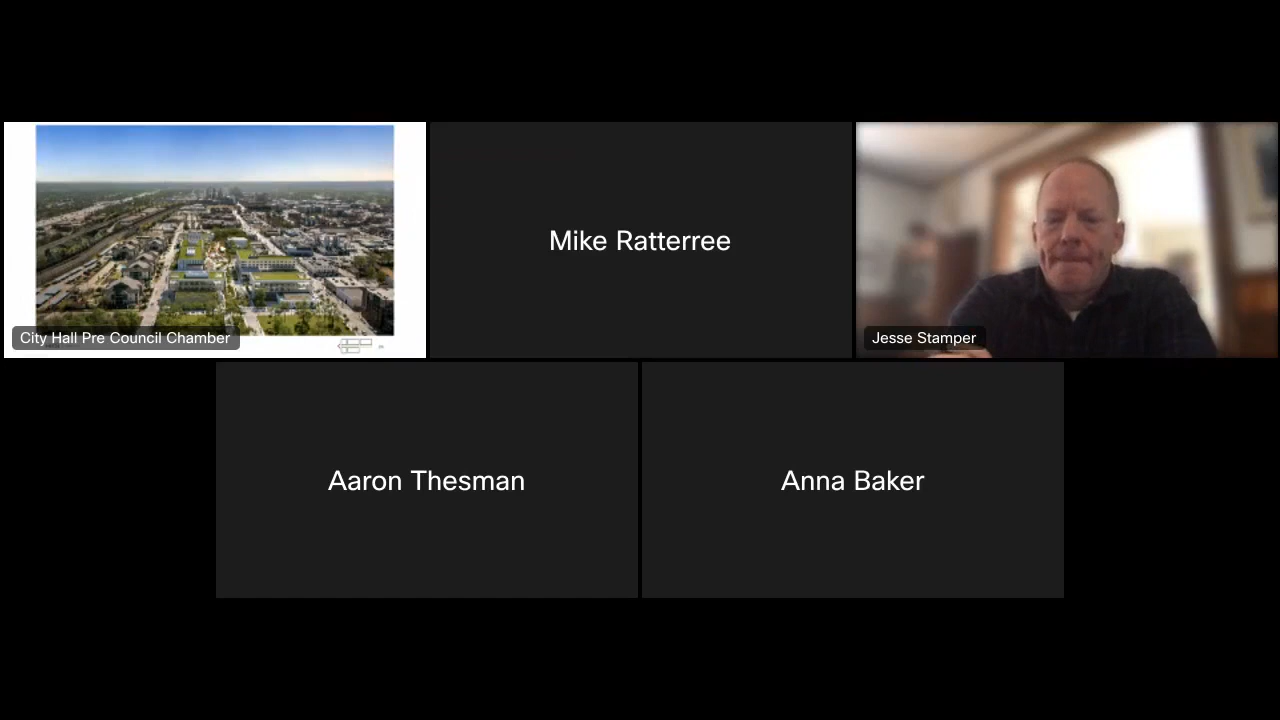 City Hall Pre Council Chamber
Mike Ratterree
Jesse Stamper
Aaron Thesman
Anna Baker